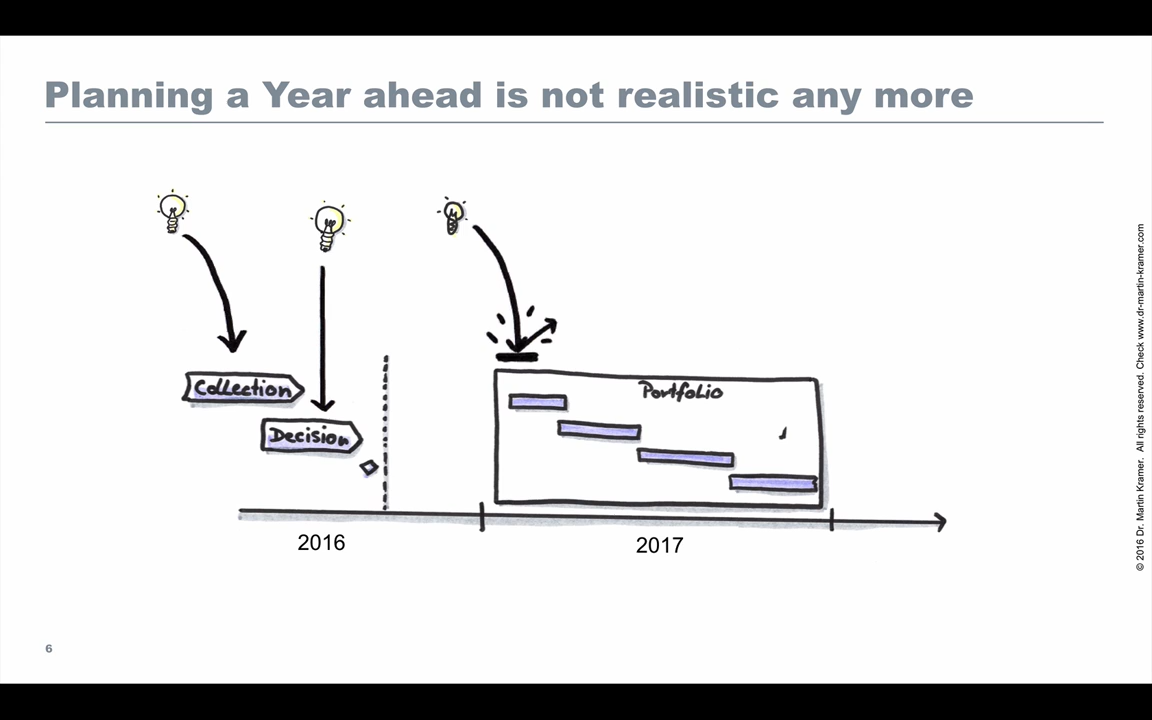 Planning a Year ahead is not realistic any more
Collection
Decision
Portfolio
2016
2017
6
© 2016 Dr. Martin Kramer. All rights reserved. Check www.dr-martin-kramer.com